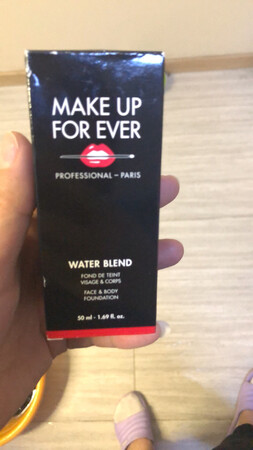 MAKE UP
FOR EVER
PROFESSIONAL – PARIS
WATER BLEND
FOND DE TEINT
VISAGE & CORPS
FACE & BODY
FOUNDATION
50 ml - 1.69 fl. oz.